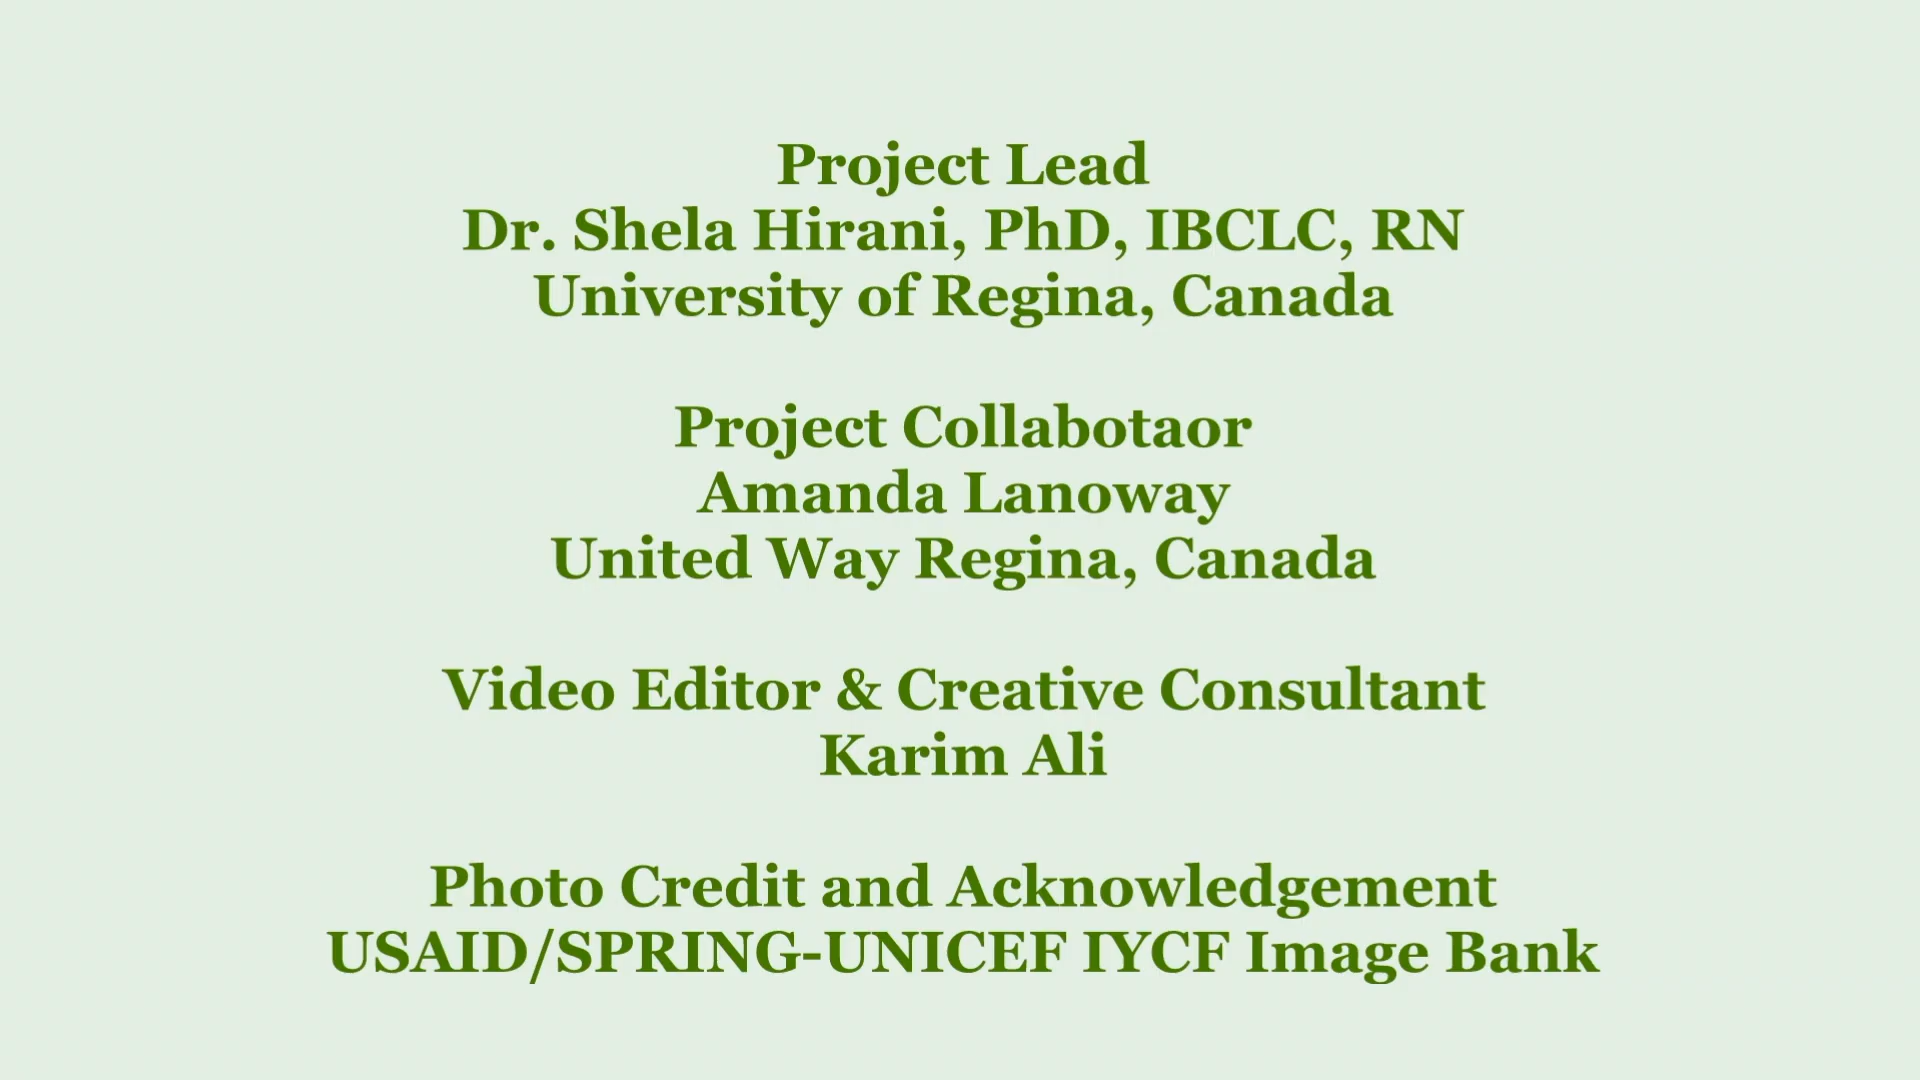 Project Lead
Dr. Shela Hirani, PhD, IBCLC, RN
University of Regina, Canada
Project Collabotaor
Amanda Lanoway
United Way Regina, Canada
Video Editor & Creative Consultant
Karim Ali
Photo Credit and Acknowledgement
USAID/SPRING-UNICEF IYCF Image Bank